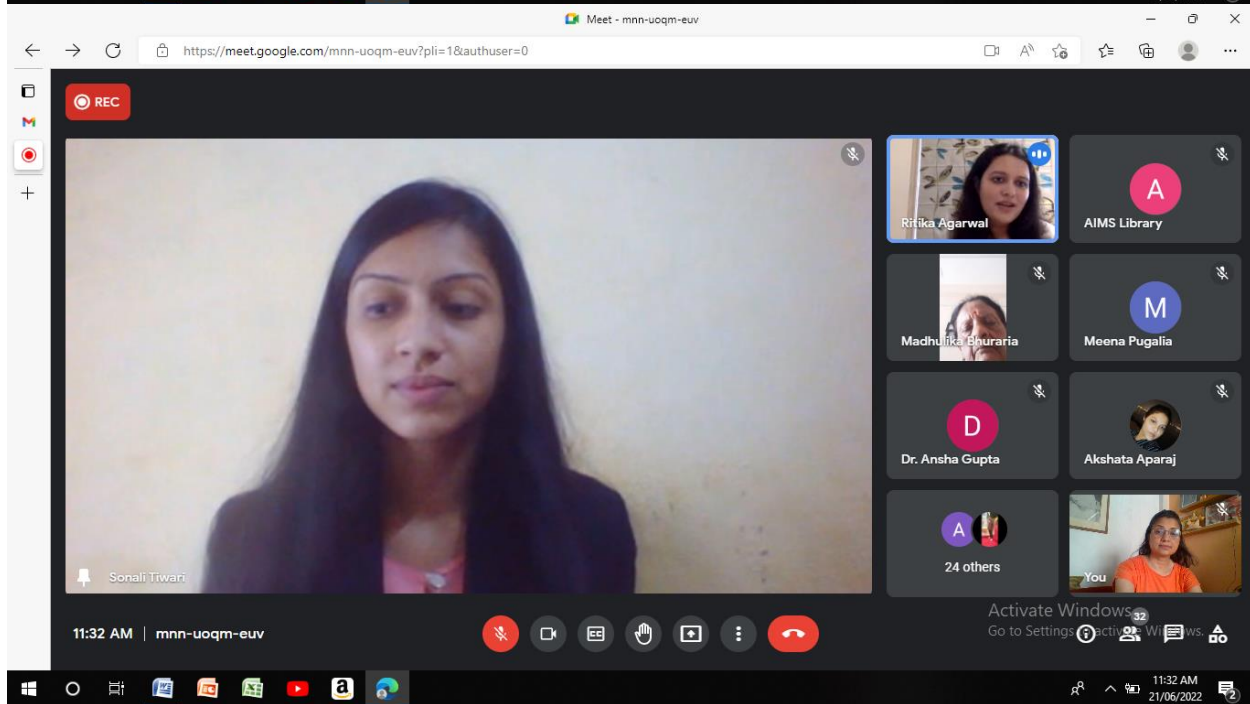 Meet - mnn-uoqm-euv
https://meet.google.com/mnn-uoqm-euv?pli=1&authuser=0
REC
Ritika Agarwal
A
AIMS Library
Madhulika Bhuraria
M
Meena Pugalia
D
Dr. Ansha Gupta
Akshata Aparaj
A
24 others
You
Sonali Tiwari
Activate Windows
Go to Settings to activate Windows.
32
11:32 AM | mnn-uoqm-euv
CC
11:32 AM
21/06/2022
2